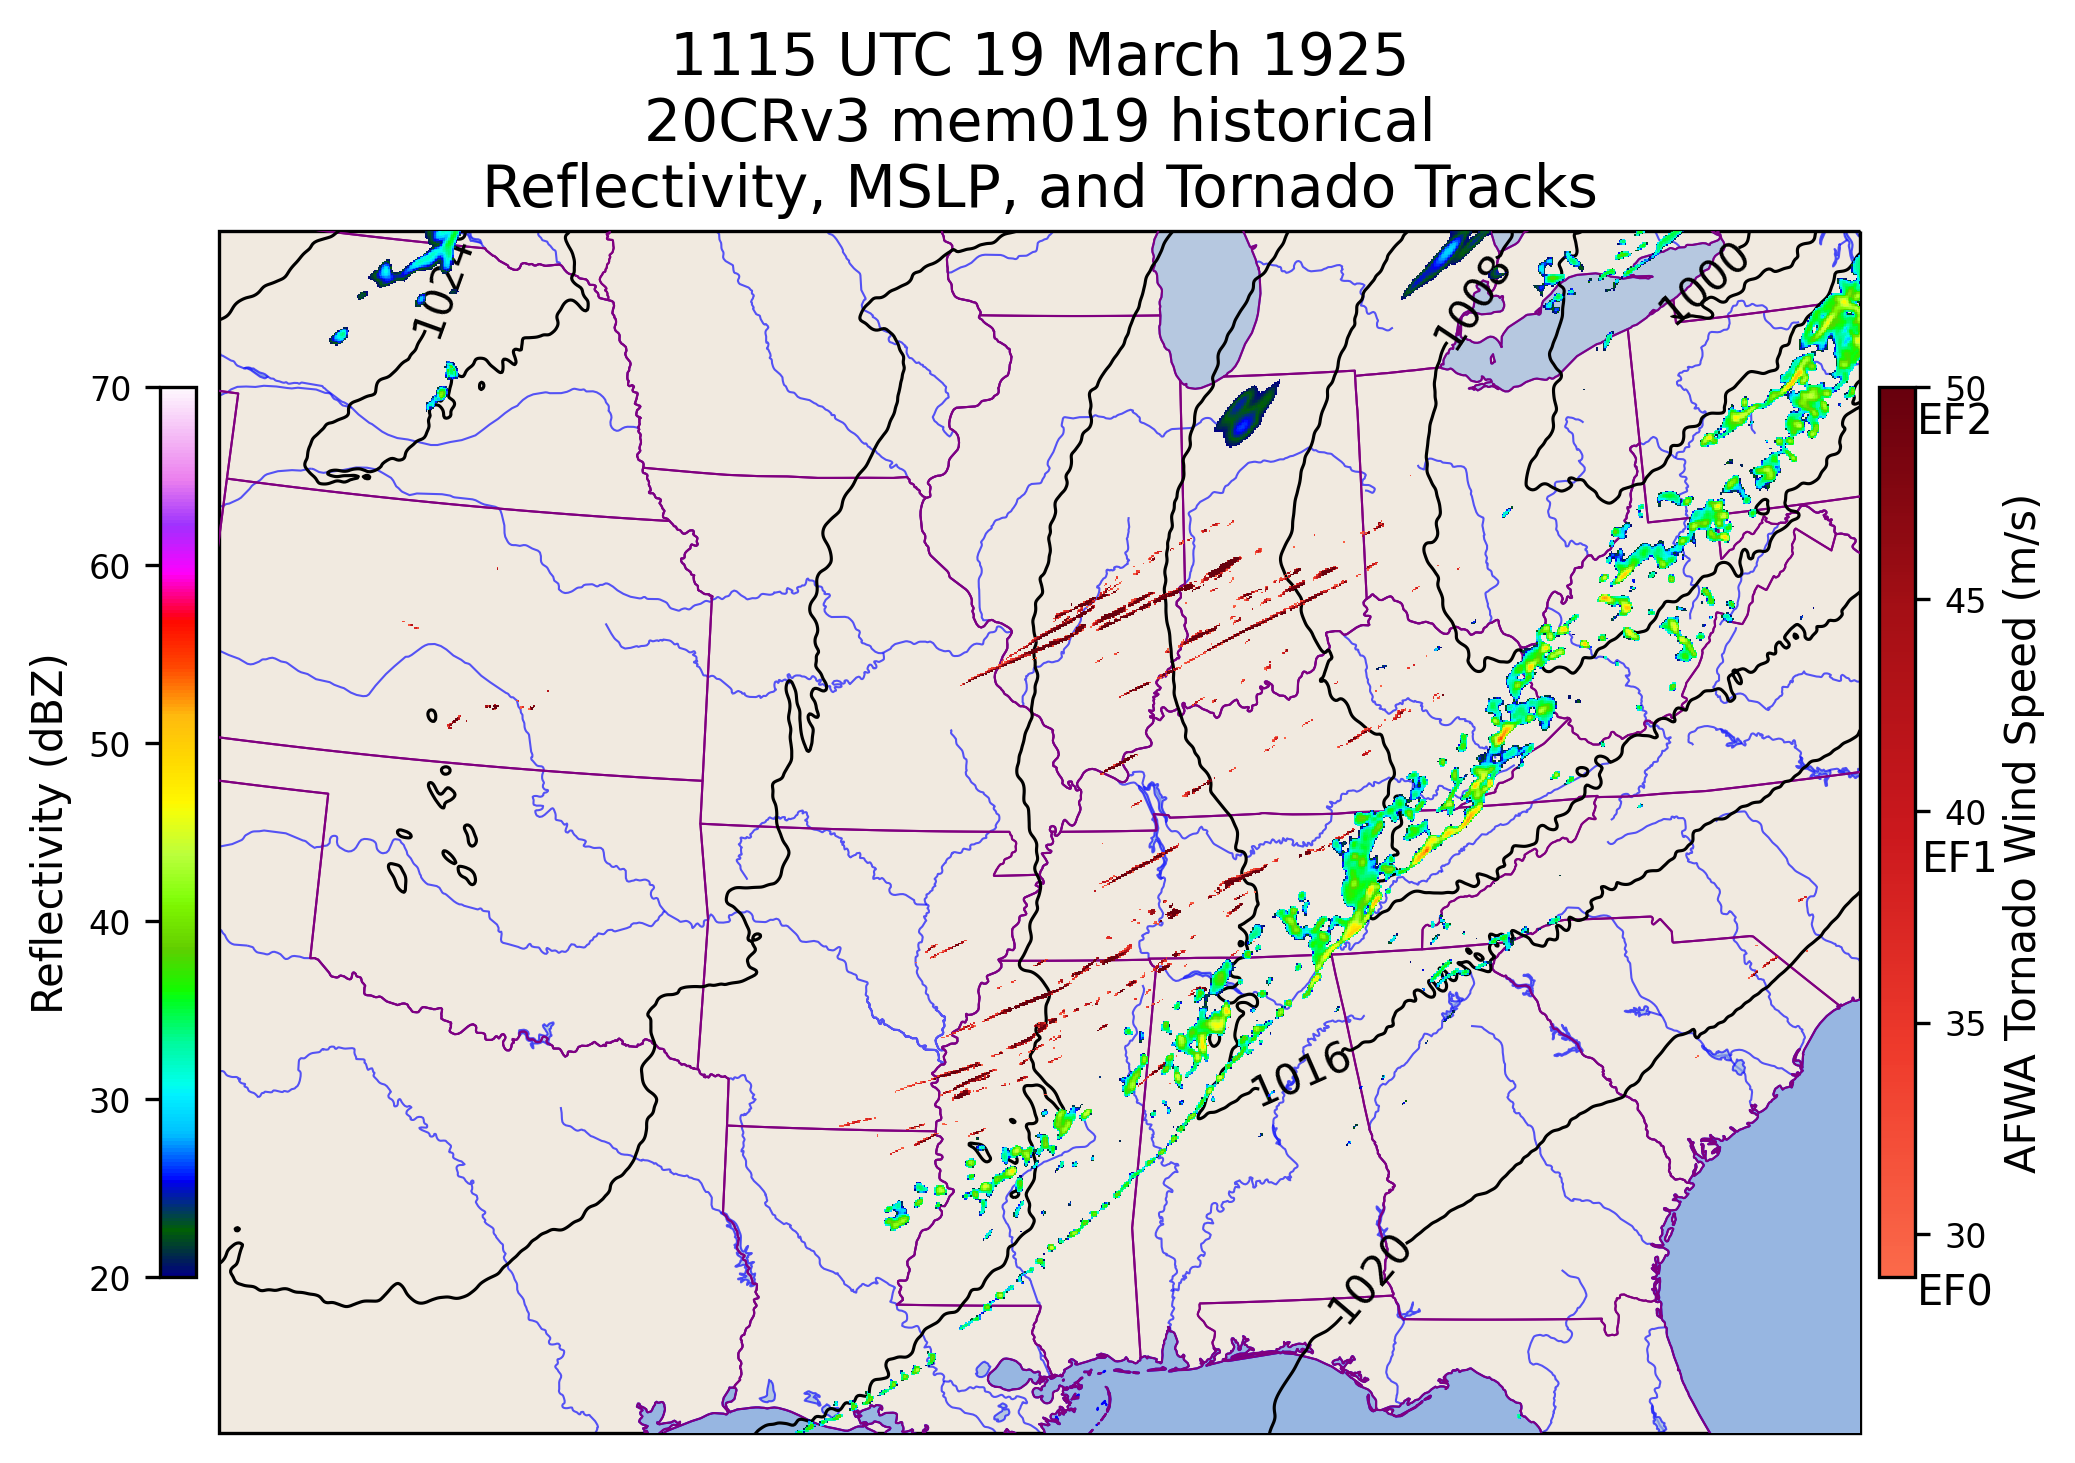 1115 UTC 19 March 1925
20CRv3 mem019 historical
Reflectivity, MSLP, and Tornado Tracks
1024
1008
1000
1016
1020
70
60
50
40
30
20
Reflectivity (dBZ)
50
EF2
45
40
EF1
35
30
EF0
AFWA Tornado Wind Speed (m/s)